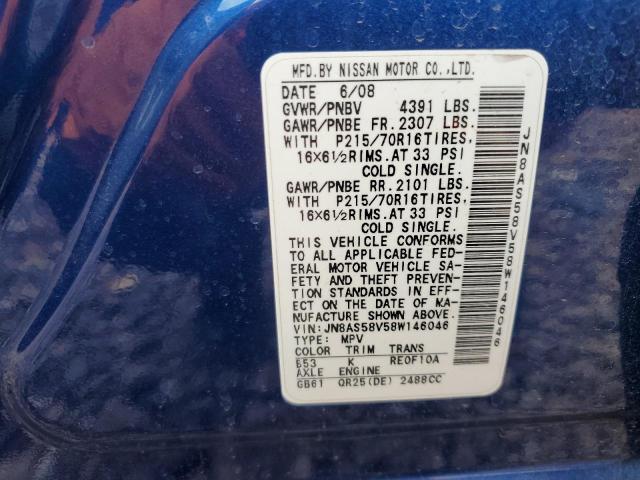 MFD.BY NISSAN MOTOR CO.,LTD.
DATE 6/08
GVWR/PNBV 4391 LBS.
GAWR/PNBE FR. 2307 LBS.
WITH P215/70R16TIRES,
16X6½RIMS.AT 33 PSI
COLD SINGLE.
GAWR/PNBE RR. 2101 LBS.
WITH P215/70R16TIRES,
16X6½RIMS.AT 33 PSI
COLD SINGLE.
THIS VEHICLE CONFORMS
TO ALL APPLICABLE FED-
ERAL MOTOR VEHICLE SA-
FETY AND THEFT PREVEN-
TION STANDARDS IN EFF-
ECT ON THE DATE OF MA-
NUFACTURE SHOWN ABOVE.
VIN: JN8AS58V58W146046
TYPE: MPV
COLOR TRIM TRANS
B53 K RE0F10A
AXLE ENGINE
GB61 QR25(DE) 2488CC
JN8AS58V58W146046